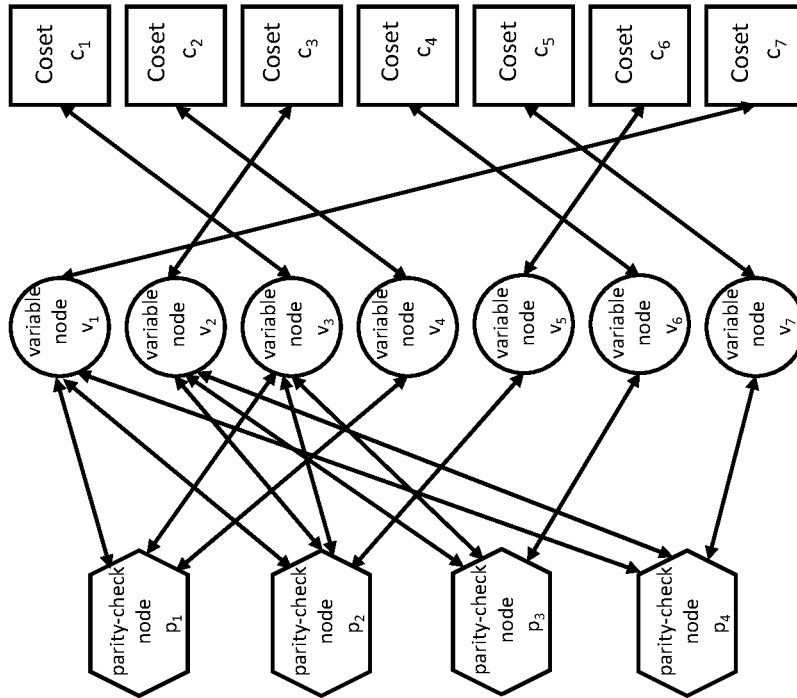 Coset
c1
Coset
c2
Coset
c3
Coset
c4
Coset
c5
Coset
c6
Coset
c7
variable
node
v1
variable
node
v2
variable
node
v3
variable
node
v4
variable
node
v5
variable
node
v6
variable
node
v7
parity-check
node
p1
parity-check
node
p2
parity-check
node
p3
parity-check
node
p4